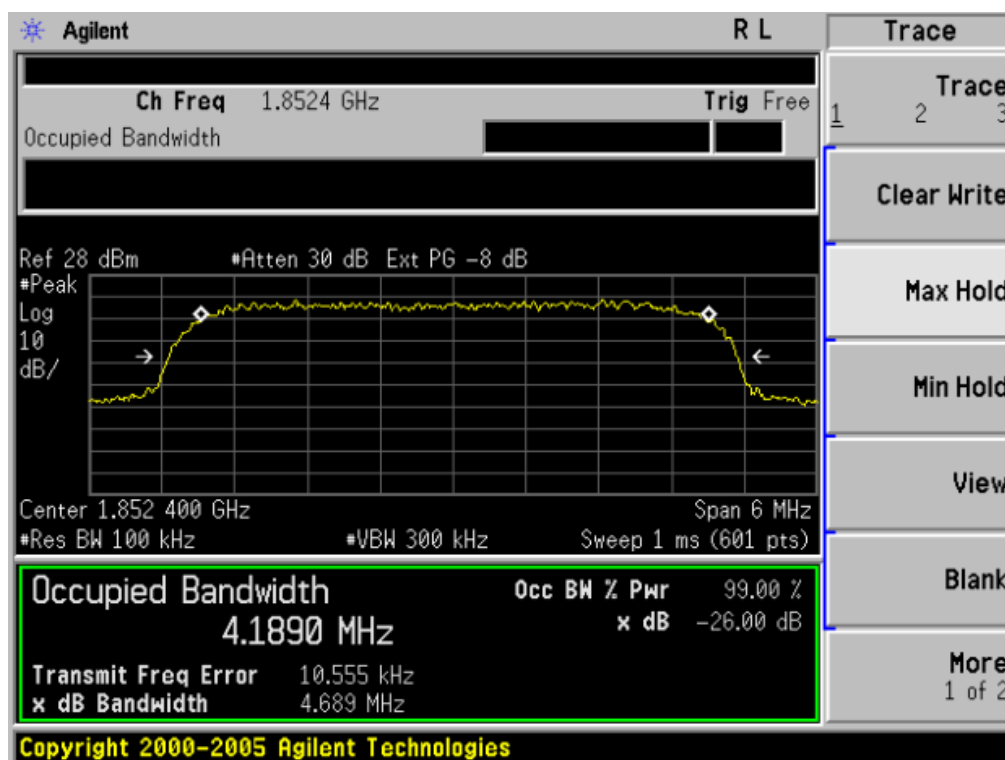 Agilent R L Trace
Ch Freq 1.8524 GHz Trig Free
Occupied Bandwidth
Trace
1 2 3
Clear Write
Max Hold
Min Hold
View
Blank
More
1 of 2
Ref 28 dBm #Atten 30 dB Ext PG -8 dB
#Peak
Log
10
dB/
Center 1.852 400 GHz Span 6 MHz
#Res BW 100 kHz #VBW 300 kHz Sweep 1 ms (601 pts)
Occupied Bandwidth Occ BW % Pwr 99.00 %
4.1890 MHz x dB -26.00 dB
Transmit Freq Error 10.555 kHz
x dB Bandwidth 4.689 MHz
Copyright 2000-2005 Agilent Technologies